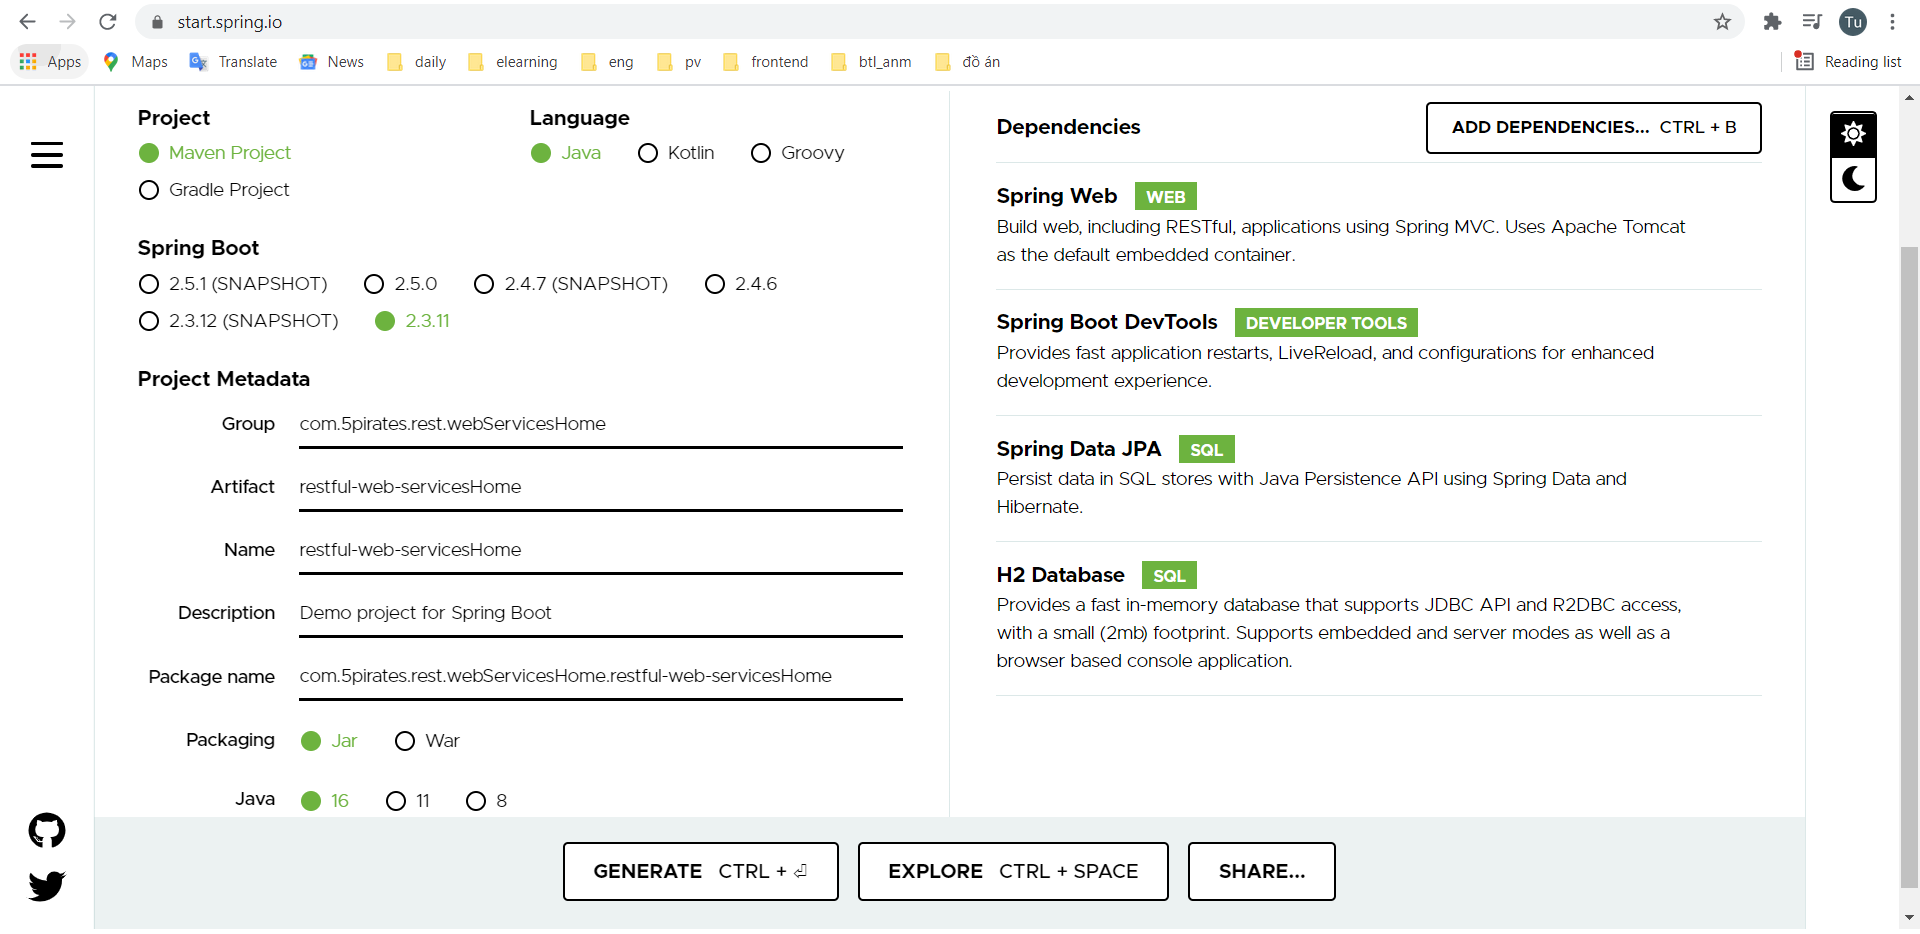 start.spring.io
Tu
Apps Maps Translate News daily elearning eng pv frontend btl_anm đồ án Reading list
Project
Maven Project
Gradle Project
Language
Java Kotlin Groovy
Spring Boot
2.5.1 (SNAPSHOT) 2.5.0 2.4.7 (SNAPSHOT) 2.4.6
2.3.12 (SNAPSHOT) 2.3.11
Project Metadata
Group com.5pirates.rest.webServicesHome
Artifact restful-web-servicesHome
Name restful-web-servicesHome
Description Demo project for Spring Boot
Package name com.5pirates.rest.webServicesHome.restful-web-servicesHome
Packaging Jar War
Java 16 11 8
Dependencies ADD DEPENDENCIES... CTRL + B
Spring Web WEB
Build web, including RESTful, applications using Spring MVC. Uses Apache Tomcat
as the default embedded container.
Spring Boot DevTools DEVELOPER TOOLS
Provides fast application restarts, LiveReload, and configurations for enhanced
development experience.
Spring Data JPA SQL
Persist data in SQL stores with Java Persistence API using Spring Data and
Hibernate.
H2 Database SQL
Provides a fast in-memory database that supports JDBC API and R2DBC access,
with a small (2mb) footprint. Supports embedded and server modes as well as a
browser based console application.
GENERATE CTRL + ⏎ EXPLORE CTRL + SPACE SHARE...